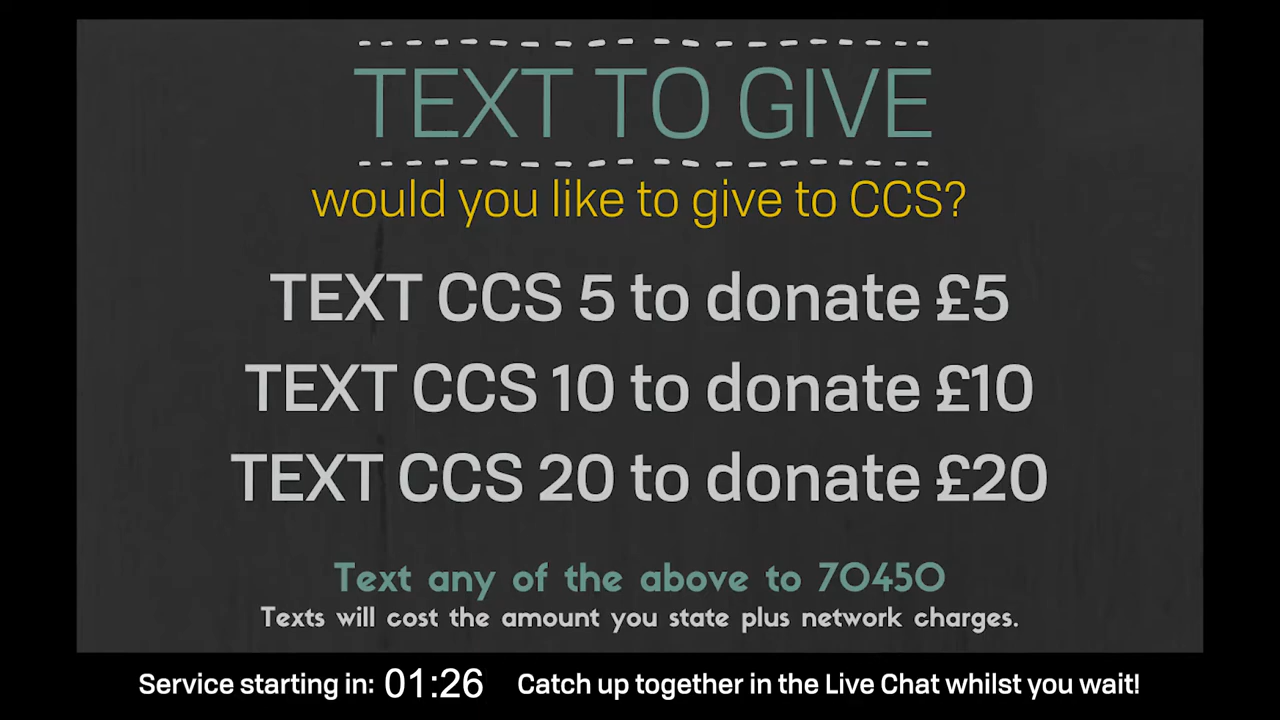 TEXT TO GIVE
would you like to give to CCS?
TEXT CCS 5 to donate £5
TEXT CCS 10 to donate £10
TEXT CCS 20 to donate £20
Text any of the above to 70450
Texts will cost the amount you state plus network charges.
Service starting in: 01:26 Catch up together in the Live Chat whilst you wait!